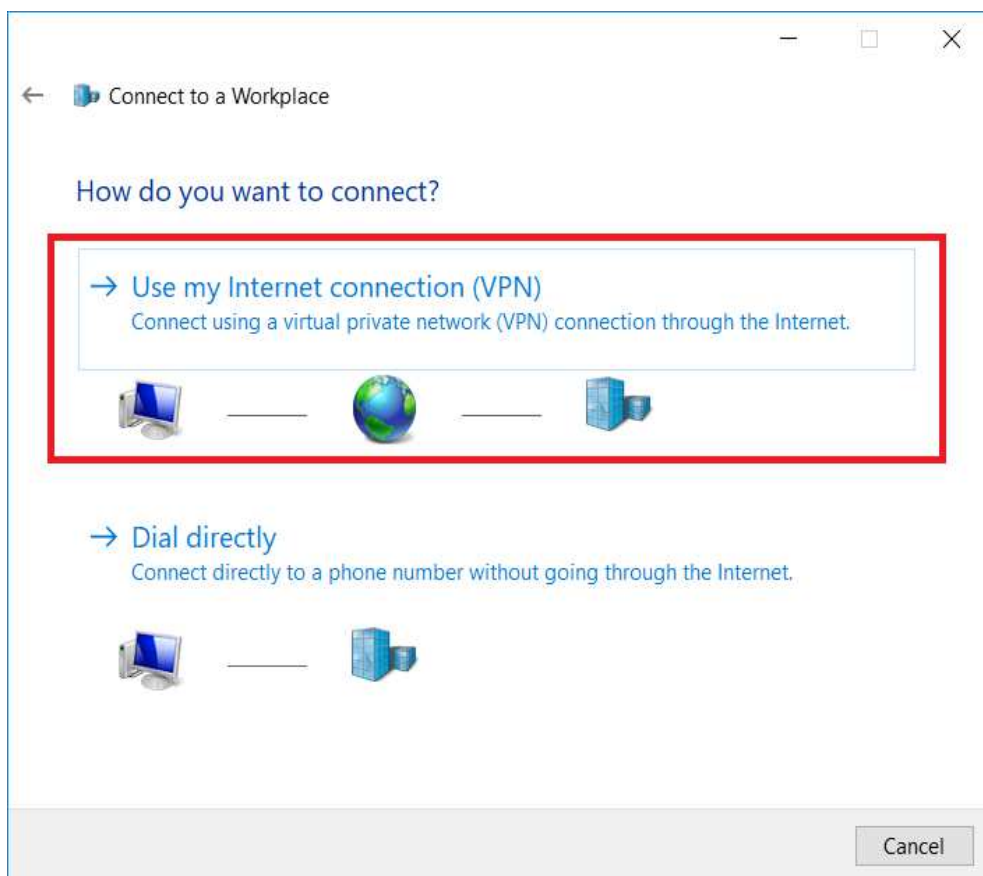 Connect to a Workplace
How do you want to connect?
Use my Internet connection (VPN)
Connect using a virtual private network (VPN) connection through the Internet.
Dial directly
Connect directly to a phone number without going through the Internet.
Cancel